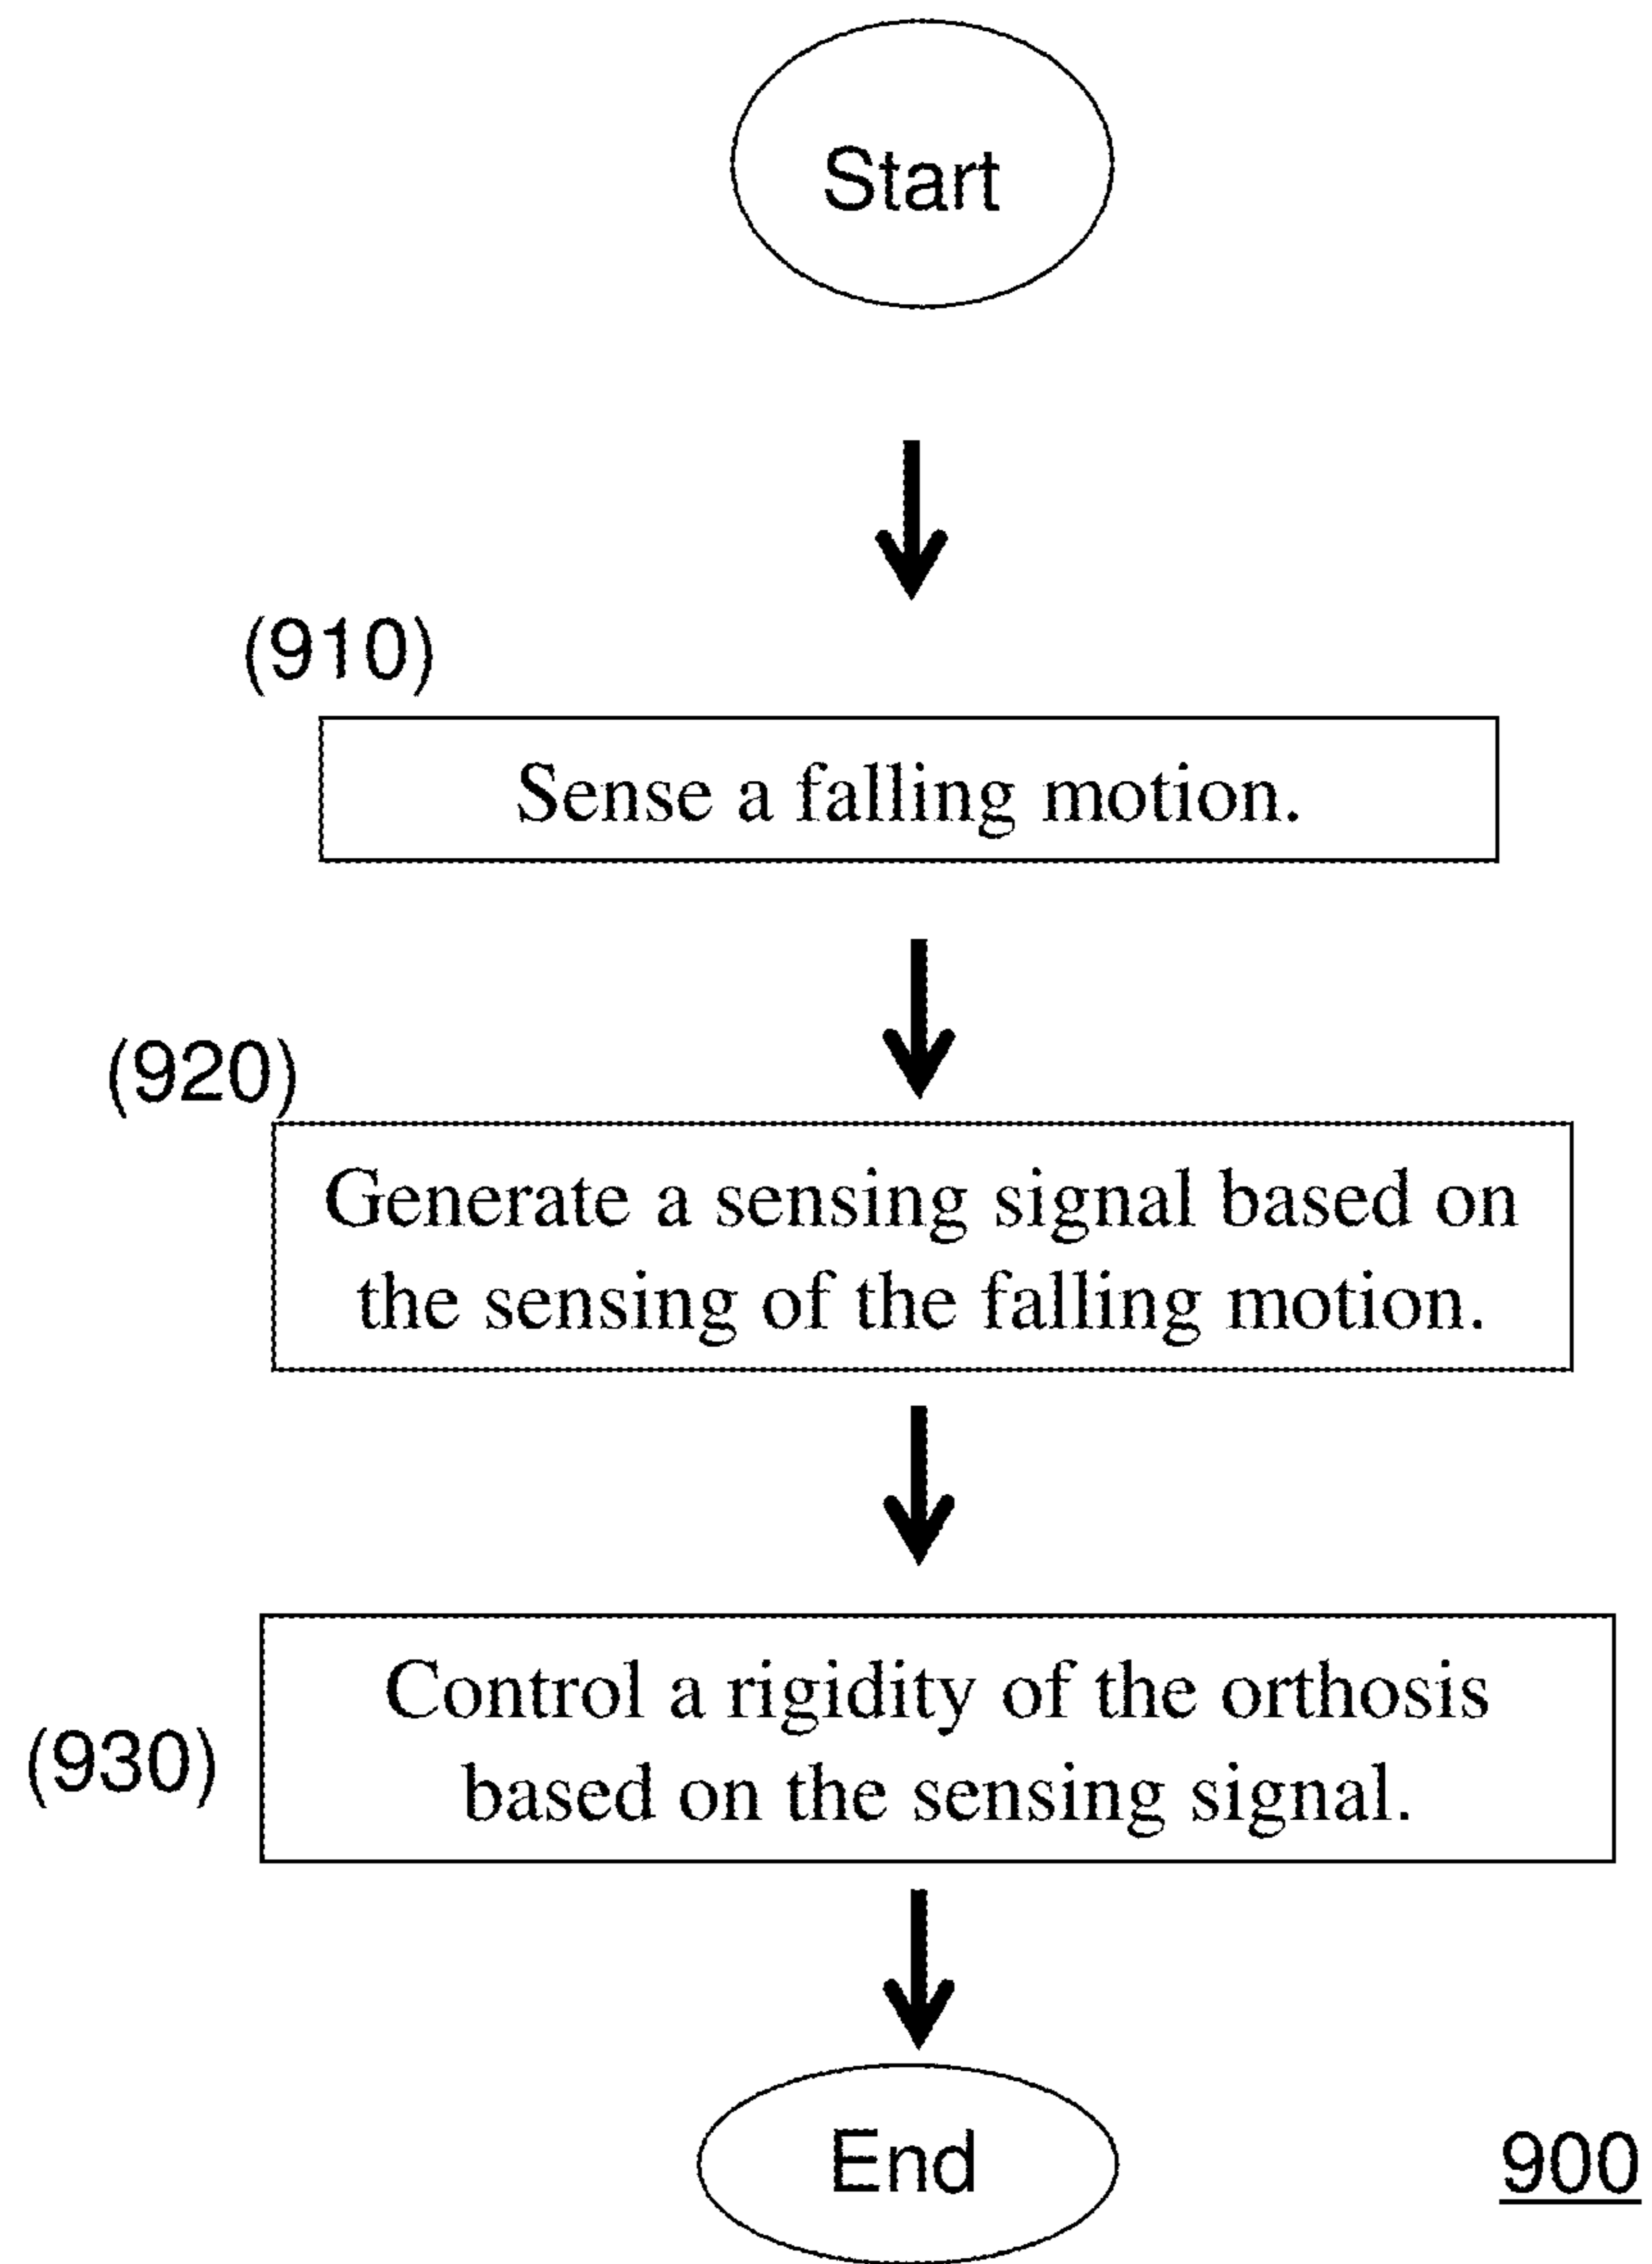 Start
(910)
Sense a falling motion.
(920)
Generate a sensing signal based on
the sensing of the falling motion.
(930)
Control a rigidity of the orthosis
based on the sensing signal.
End
900